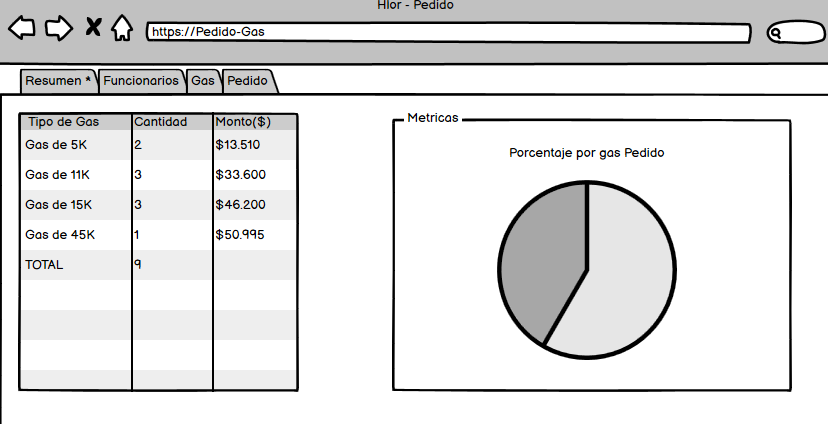 Hlor - Pedido
https://Pedido-Gas
Resumen * Funcionarios Gas Pedido
Tipo de Gas Cantidad Monto($)
Gas de 5K 2 $13.510
Gas de 11K 3 $33.600
Gas de 15K 3 $46.200
Gas de 45K 1 $50.995
TOTAL 9
Metricas
Porcentaje por gas Pedido